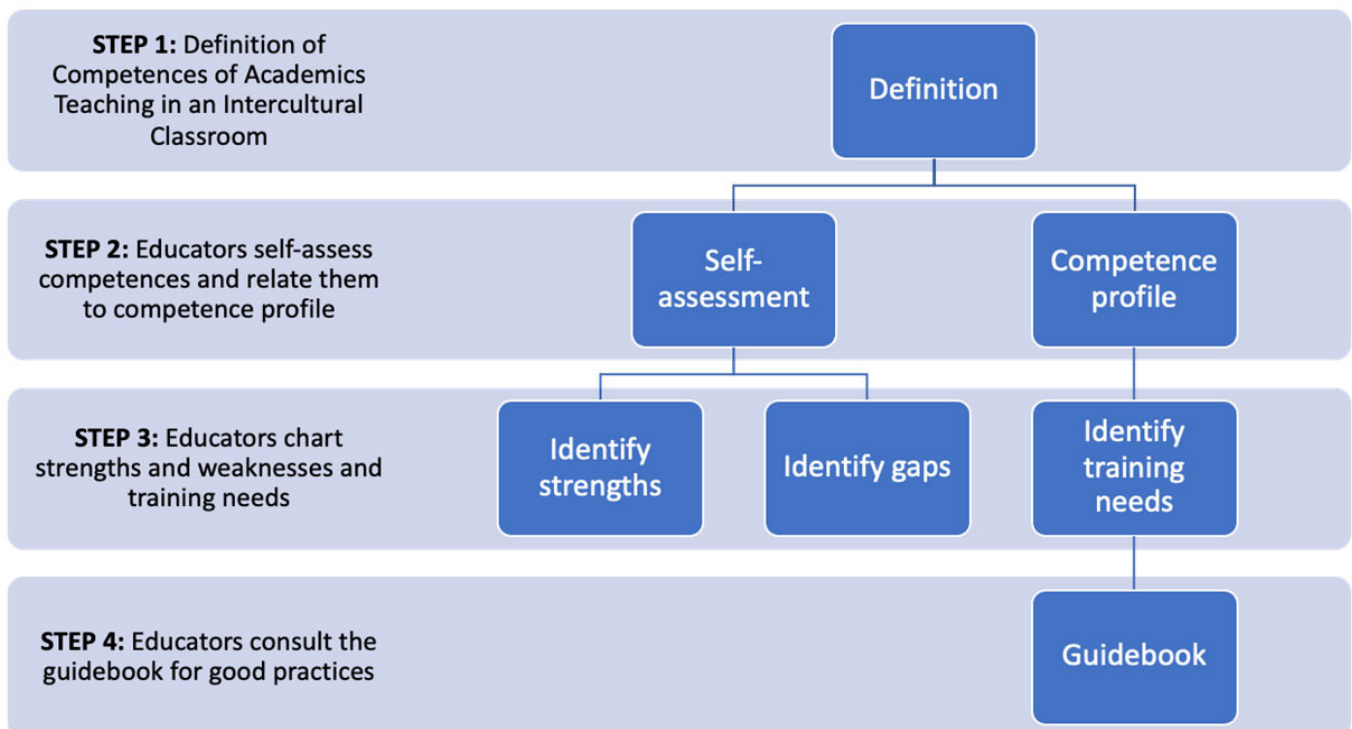 STEP 1: Definition of
Competences of Academics
Teaching in an Intercultural
Classroom
Definition
STEP 2: Educators self-assess
competences and relate them
to competence profile
Self-
assessment
Competence
profile
STEP 3: Educators chart
strengths and weaknesses and
training needs
Identify
strengths
Identify gaps
Identify
training
needs
STEP 4: Educators consult the
guidebook for good practices
Guidebook